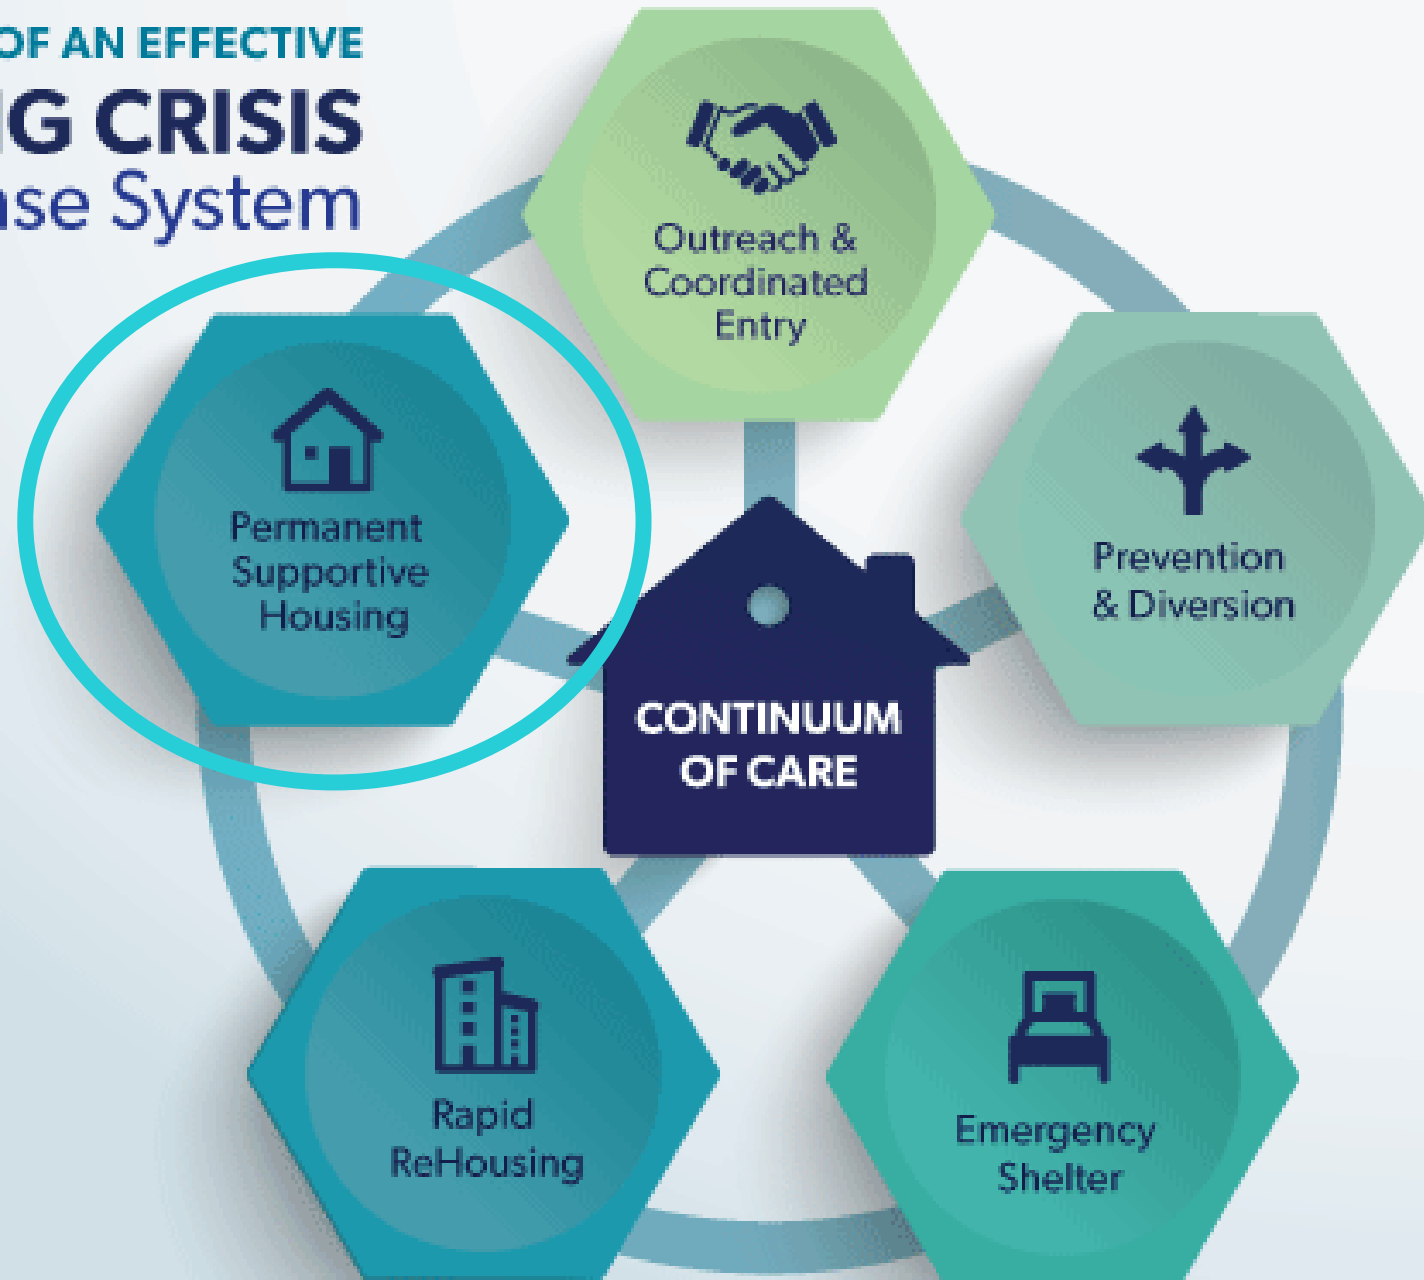 OF AN EFFECTIVE
G CRISIS
nse System
Outreach &
Coordinated
Entry
Permanent
Supportive
Housing
Prevention
& Diversion
CONTINUUM
OF CARE
Rapid
ReHousing
Emergency
Shelter